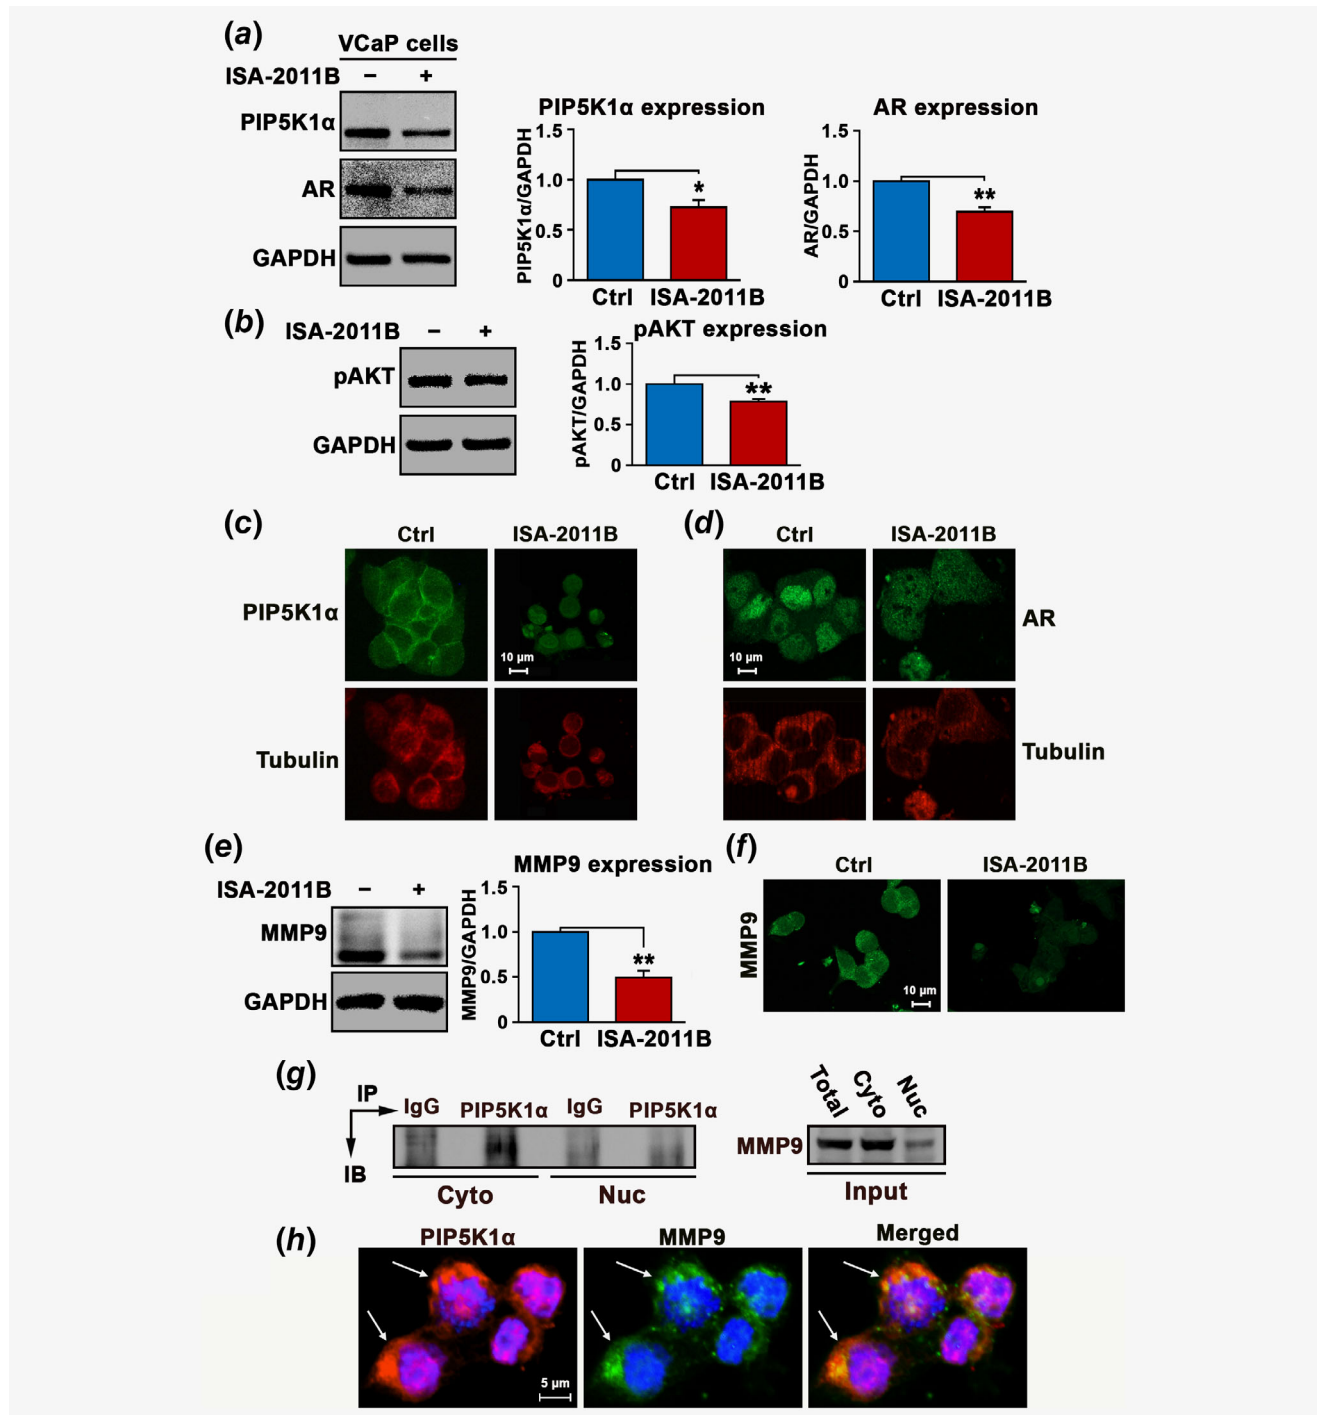 (a)
VCaP cells
ISA-2011B − +
PIP5K1α
AR
GAPDH
PIP5K1α expression
PIP5K1α/GAPDH
1.5
1.0
0.5
0
*
Ctrl ISA-2011B
AR expression
AR/GAPDH
1.5
1.0
0.5
0
**
Ctrl ISA-2011B
(b)
ISA-2011B − +
pAKT
GAPDH
pAKT expression
pAKT/GAPDH
1.5
1.0
0.5
0
**
Ctrl ISA-2011B
(c)
Ctrl ISA-2011B
PIP5K1α
10 µm
Tubulin
(d)
Ctrl ISA-2011B
AR
10 µm
Tubulin
(e)
ISA-2011B − +
MMP9
GAPDH
MMP9 expression
MMP9/GAPDH
1.5
1.0
0.5
0
**
Ctrl ISA-2011B
(f)
Ctrl ISA-2011B
MMP9
10 µm
(g)
IP
IB
IgG PIP5K1α IgG PIP5K1α
Cyto Nuc
Total Cyto Nuc
MMP9
Input
(h)
PIP5K1α MMP9 Merged
5 µm